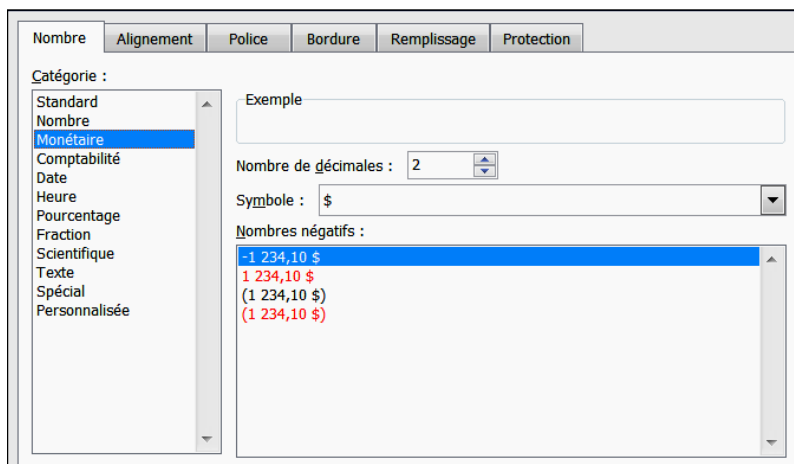 Nombre Alignement Police Bordure Remplissage Protection
Catégorie :
Standard
Nombre
Monétaire
Comptabilité
Date
Heure
Pourcentage
Fraction
Scientifique
Texte
Spécial
Personnalisée
Exemple
Nombre de décimales : 2
Symbole : $
Nombres négatifs :
-1 234,10 $
1 234,10 $
(1 234,10 $)
(1 234,10 $)